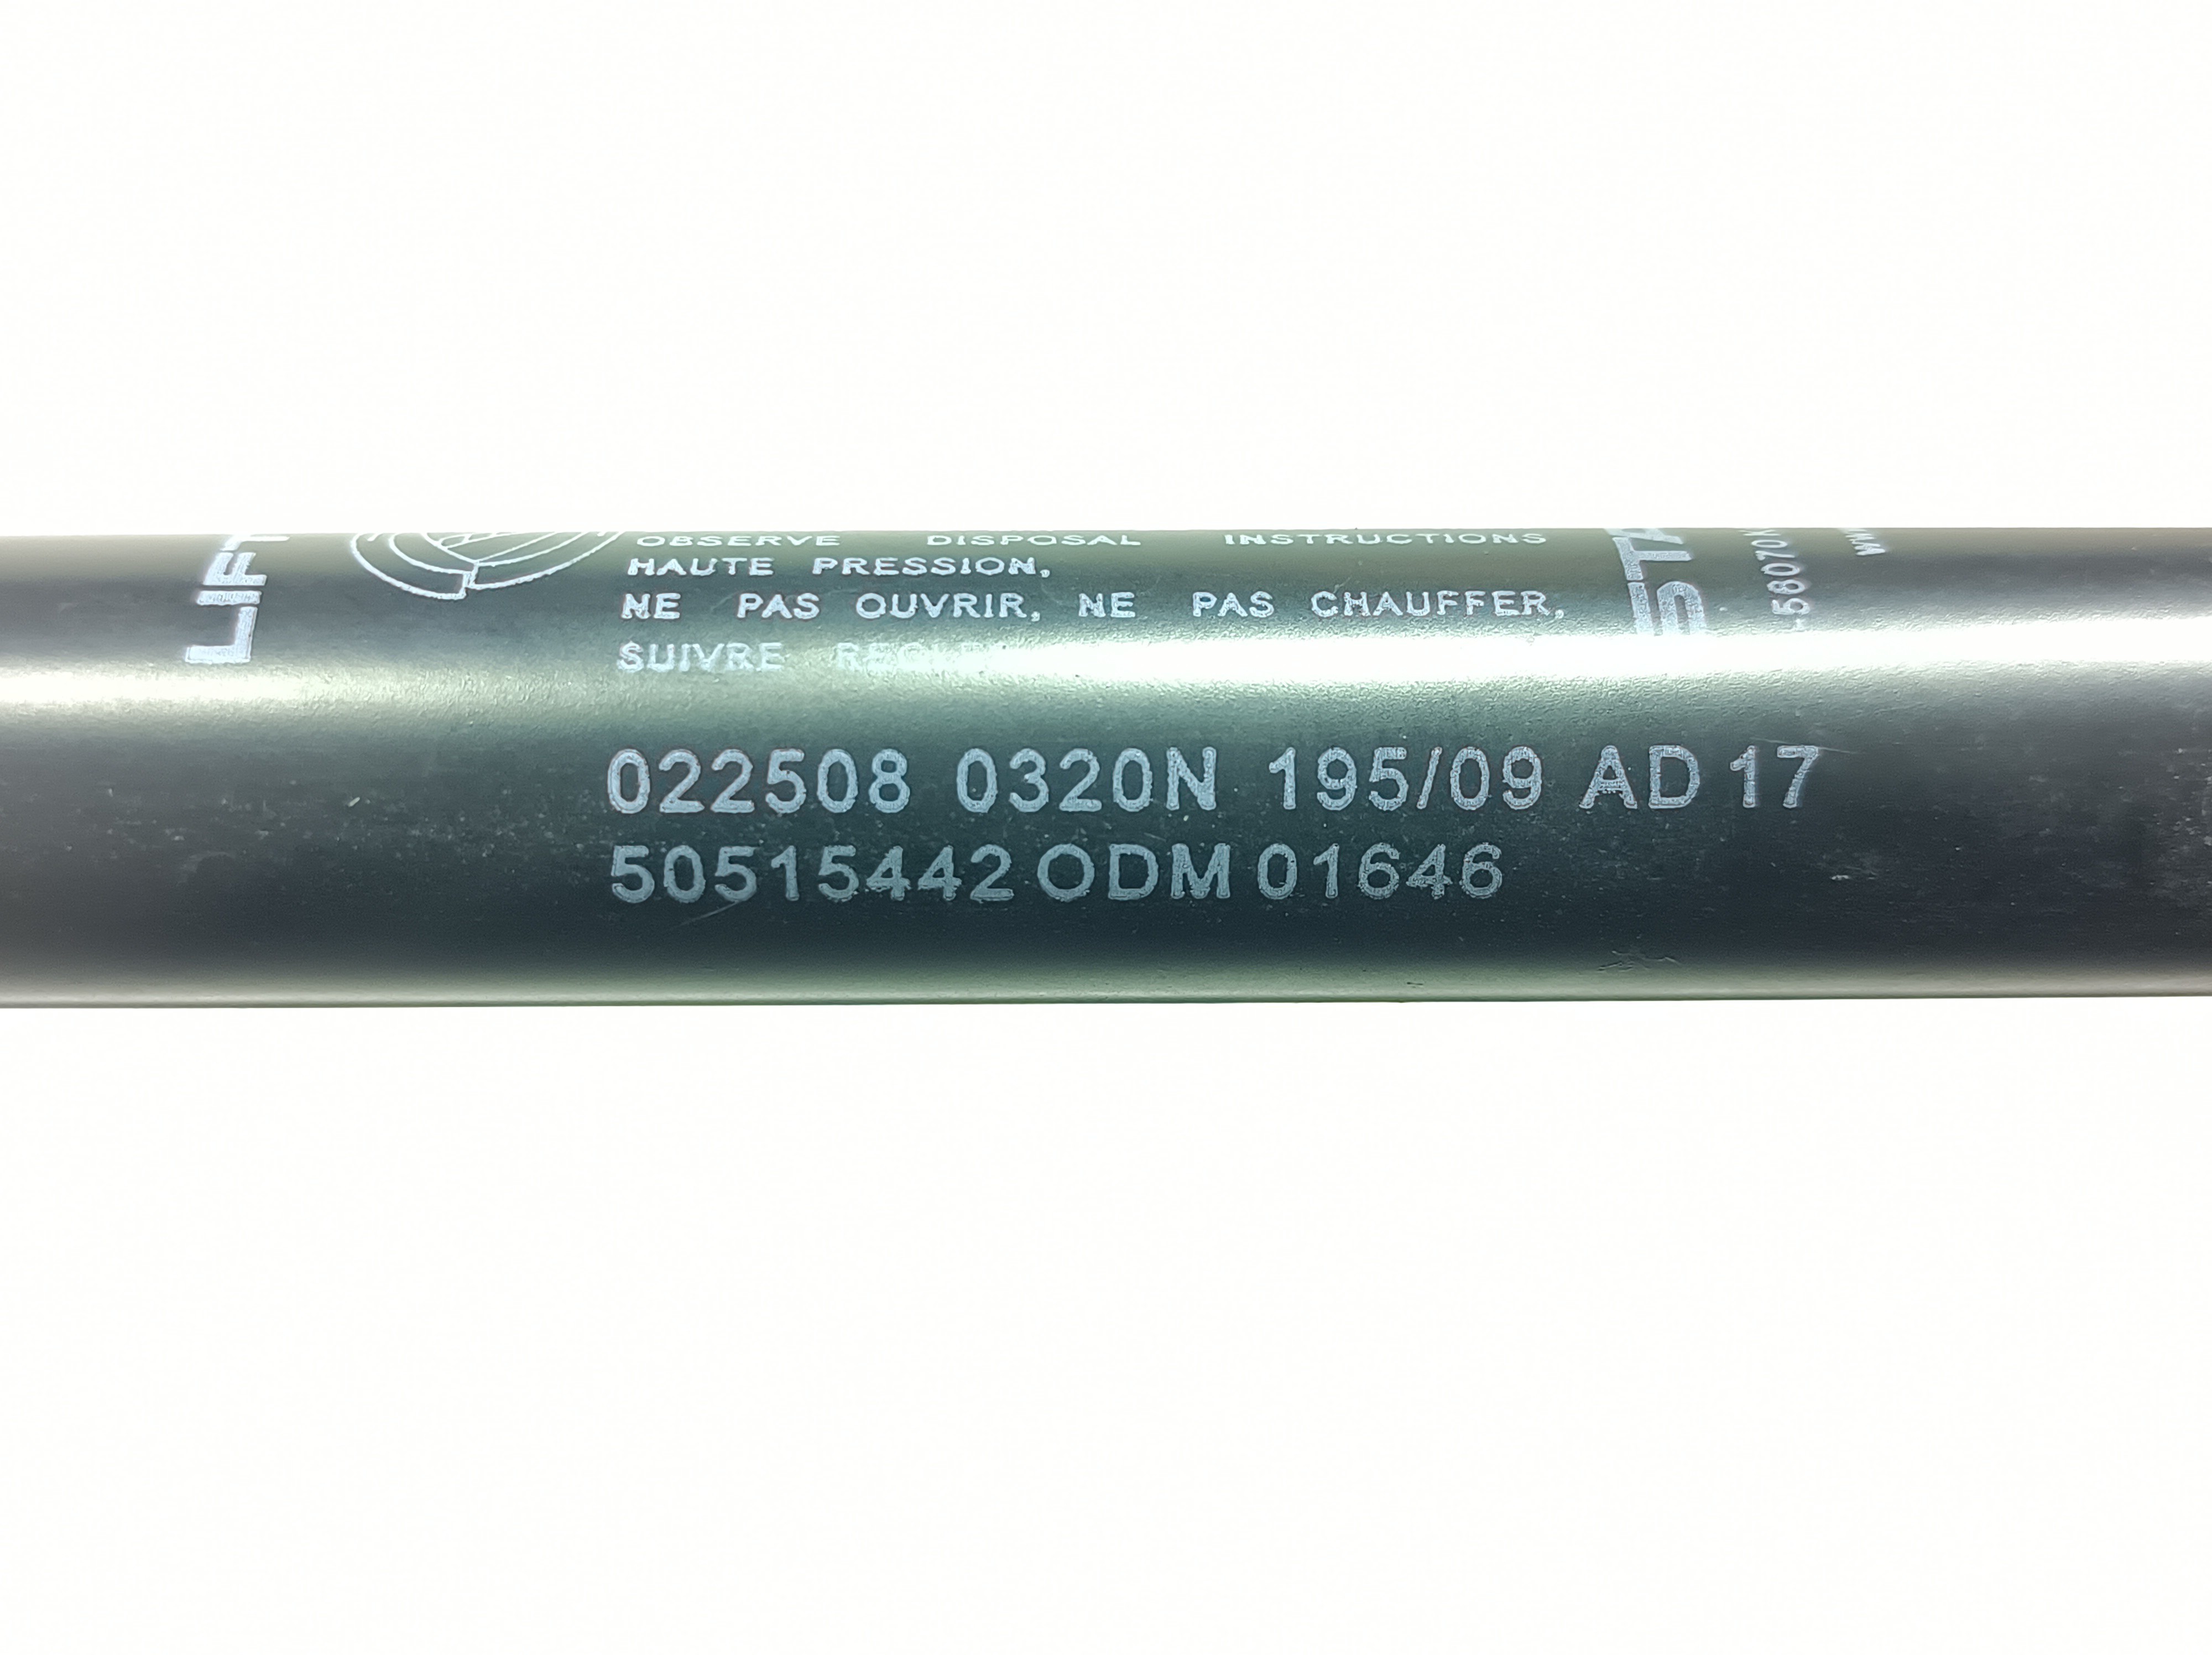 LIFT
OBSERVE DISPOSAL INSTRUCTIONS
HAUTE PRESSION,
NE PAS OUVRIR, NE PAS CHAUFFER,
SUIVRE
022508 0320N 195/09 AD 17
50515442 ODM 01646